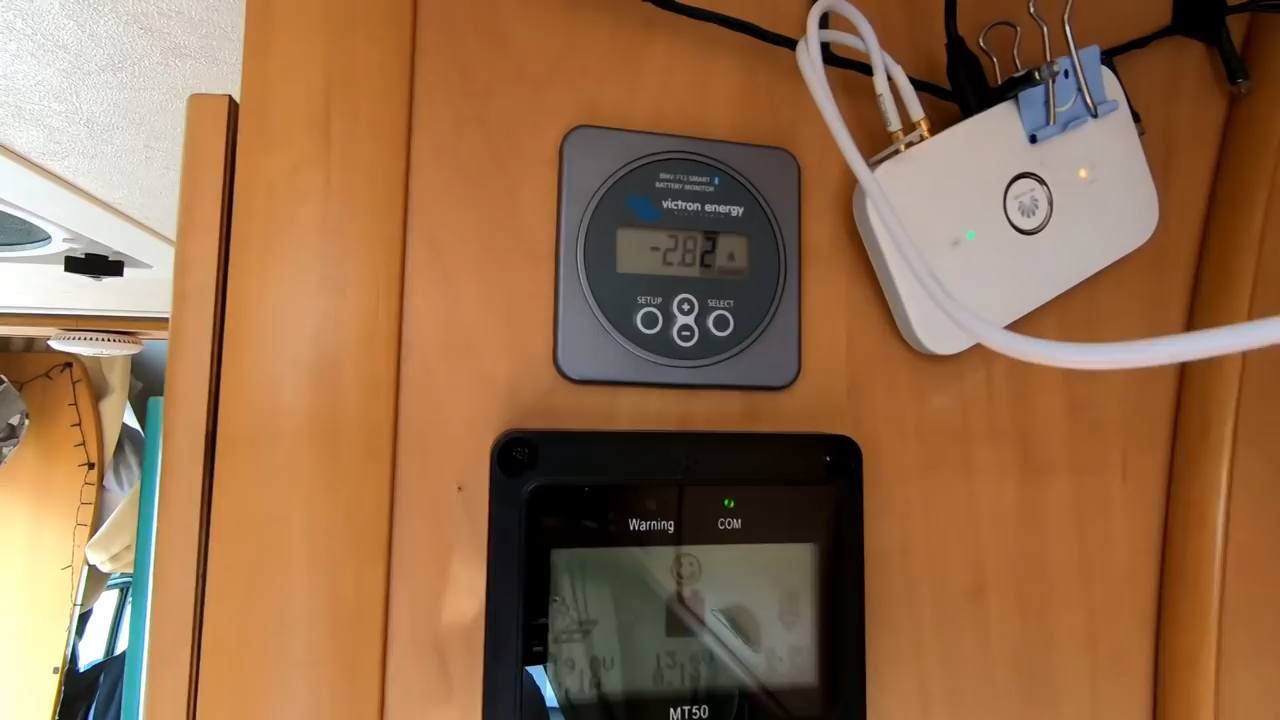 BMV-712 SMART
BATTERY MONITOR
victron energy
-2.82 A
SETUP
+
SELECT
-
Warning
COM
MT50